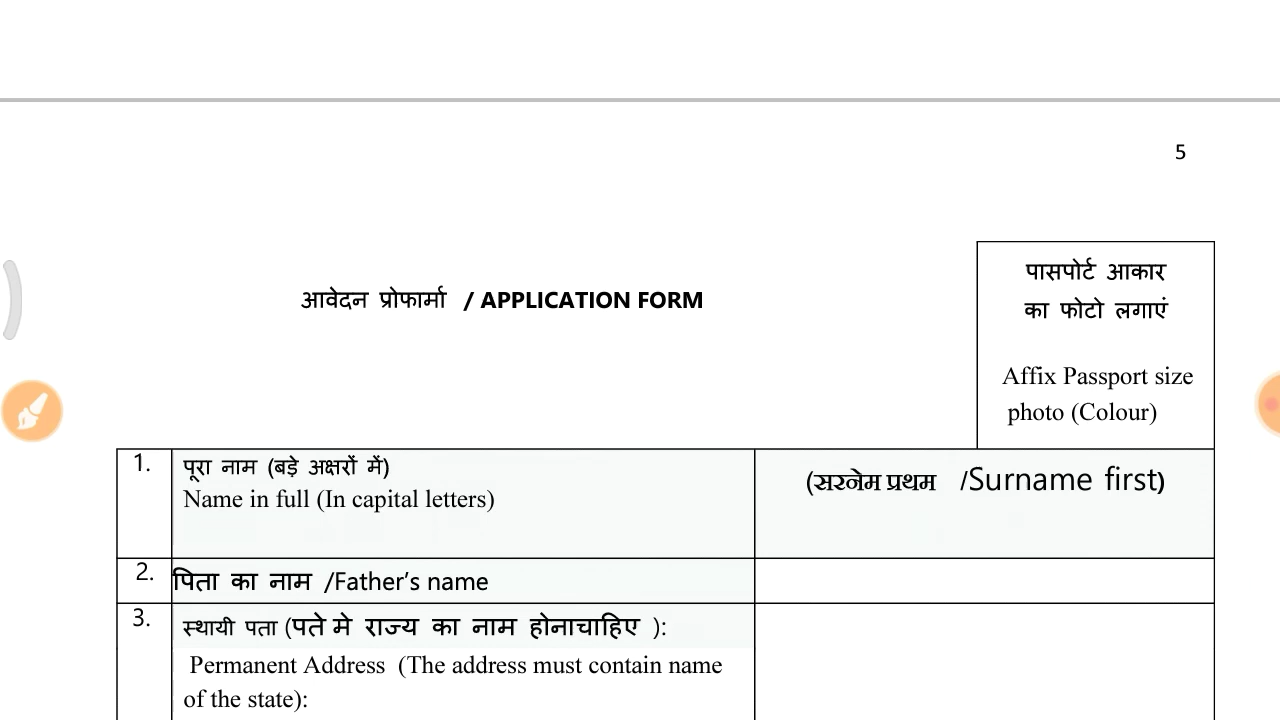 5
आवेदन प्रोफार्मा / APPLICATION FORM
पासपोर्ट आकार
का फोटो लगाएं
Affix Passport size
photo (Colour)
1.
पूरा नाम (बड़े अक्षरों में)
Name in full (In capital letters)
(सरनेम प्रथम /Surname first)
2.
पिता का नाम /Father’s name
3.
स्थायी पता (पते मे राज्य का नाम होनाचाहिए ):
Permanent Address (The address must contain name
of the state):